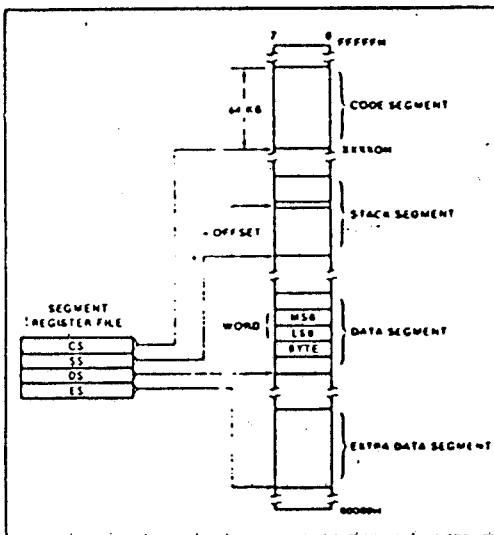 7 0
FFFFFH
64 KB
CODE SEGMENT
XXXX0H
STACK SEGMENT
+ OFFSET
SEGMENT
REGISTER FILE
WORD
MSB
LSB
BYTE
DATA SEGMENT
CS
SS
DS
ES
EXTRA DATA SEGMENT
00000H